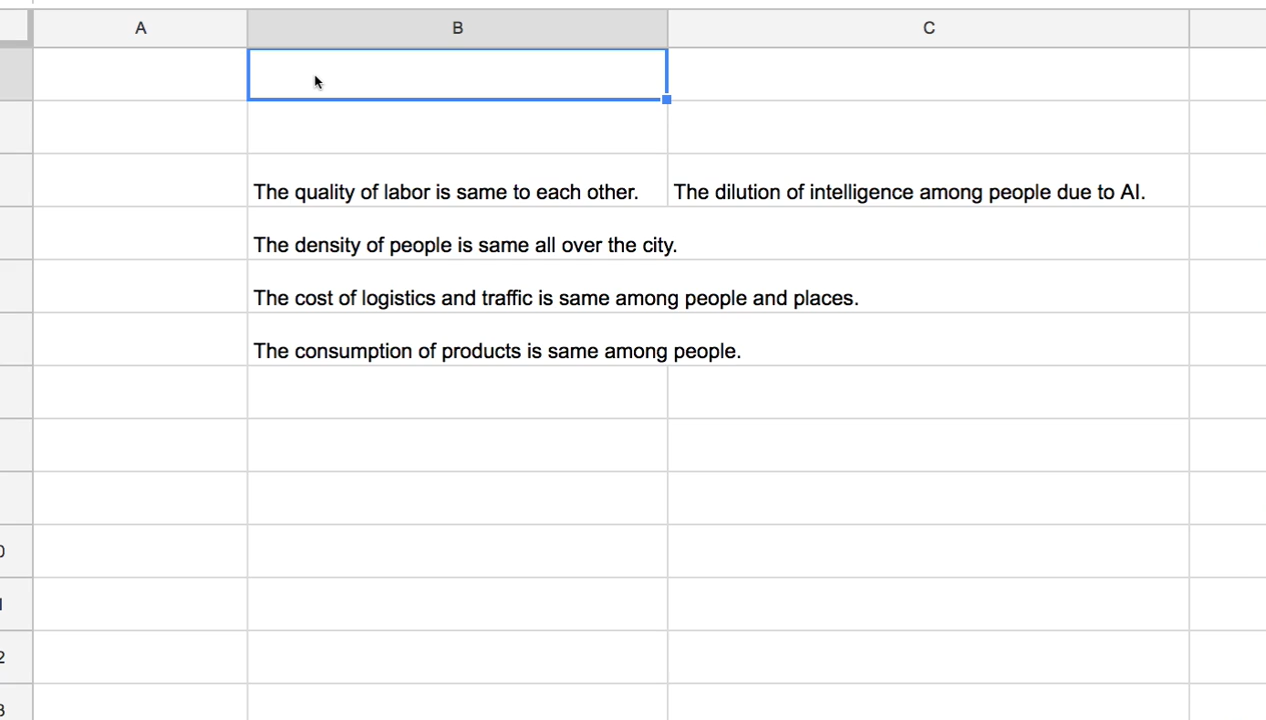 A B C
The quality of labor is same to each other. The dilution of intelligence among people due to AI.
The density of people is same all over the city.
The cost of logistics and traffic is same among people and places.
The consumption of products is same among people.